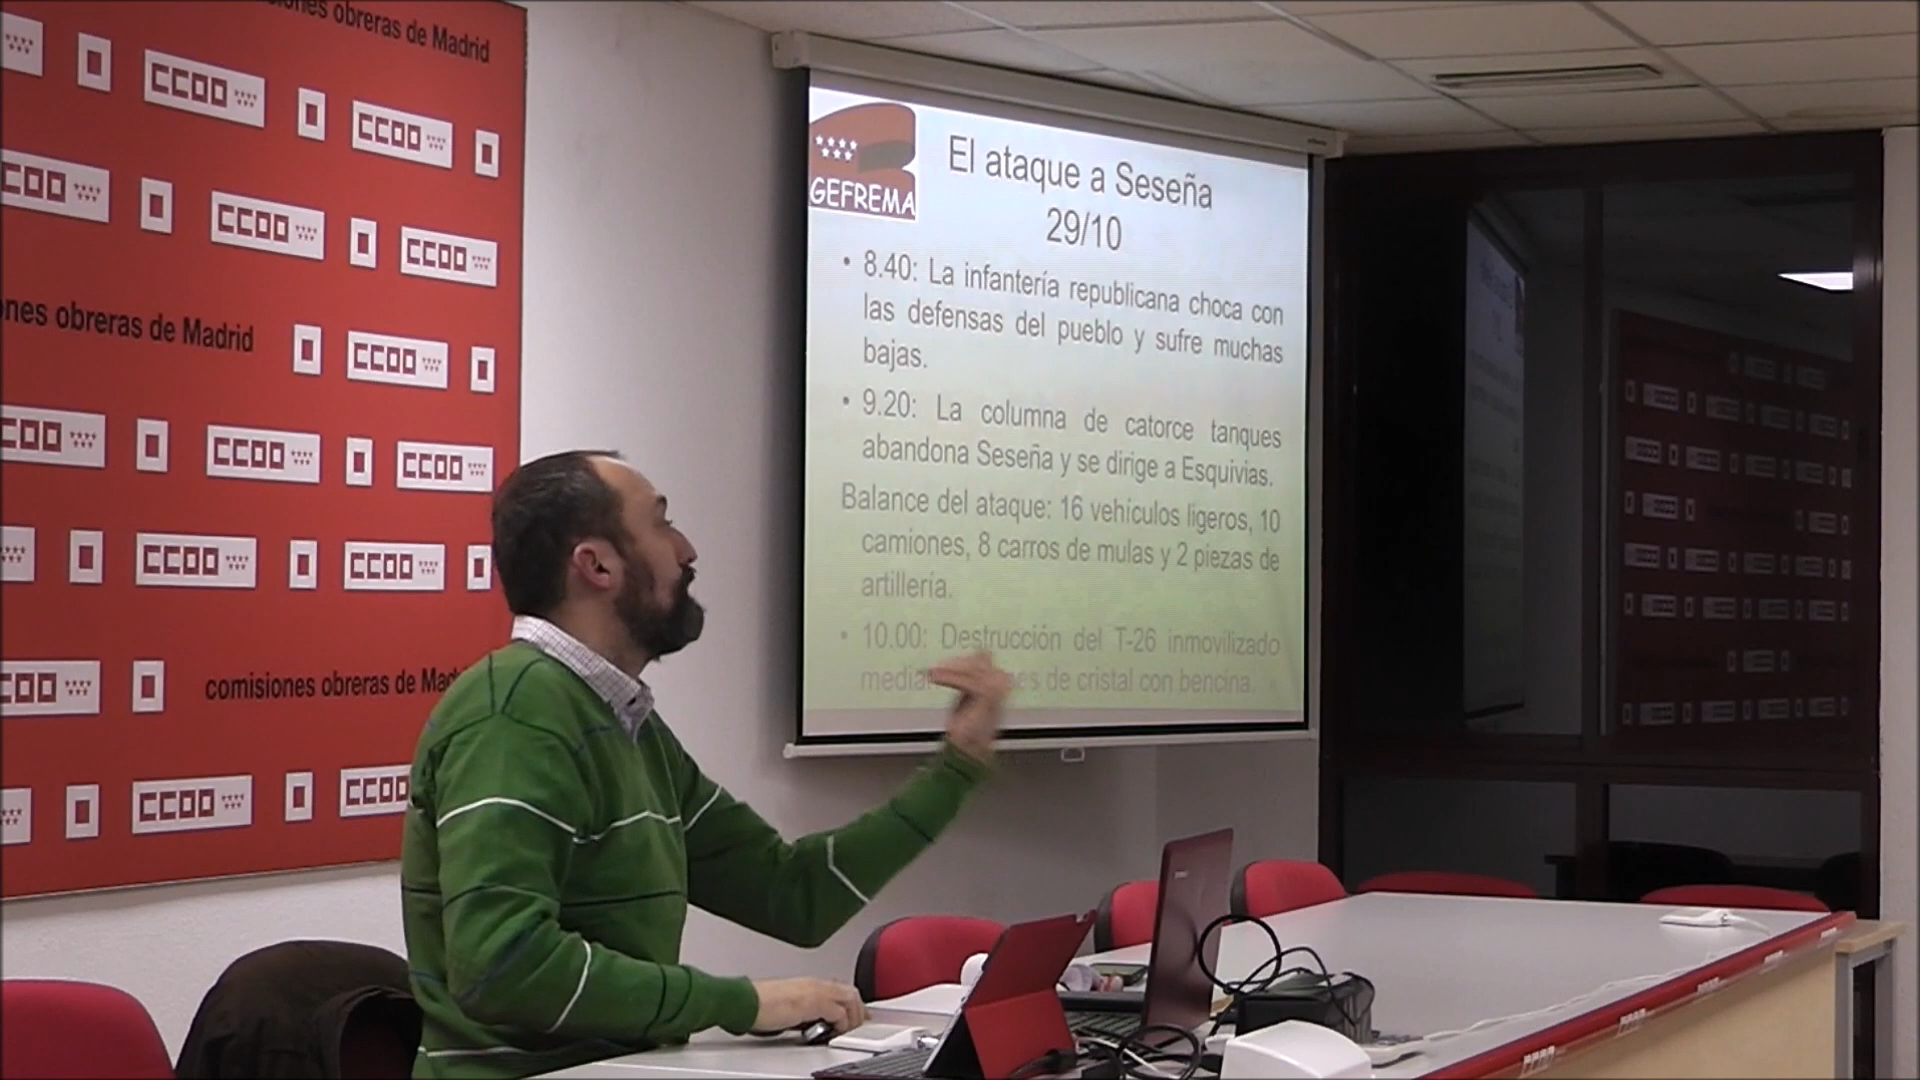 comisiones obreras de Madrid
CCOO
CCOO
CCOO
CCOO
CCOO
ones obreras de Madrid
CCOO
CCOO
CCOO
CCOO
CCOO
CCOO
CCOO
comisiones obreras de Mad
CCOO
CCOO
GEFREMA
El ataque a Seseña
29/10
• 8.40: La infantería republicana choca con
las defensas del pueblo y sufre muchas
bajas.
• 9.20: La columna de catorce tanques
abandona Seseña y se dirige a Esquivias.
Balance del ataque: 16 vehículos ligeros, 10
camiones, 8 carros de mulas y 2 piezas de
artillería.
• 10.00: Destrucción del T-26 inmovilizado
de cristal con bencina.